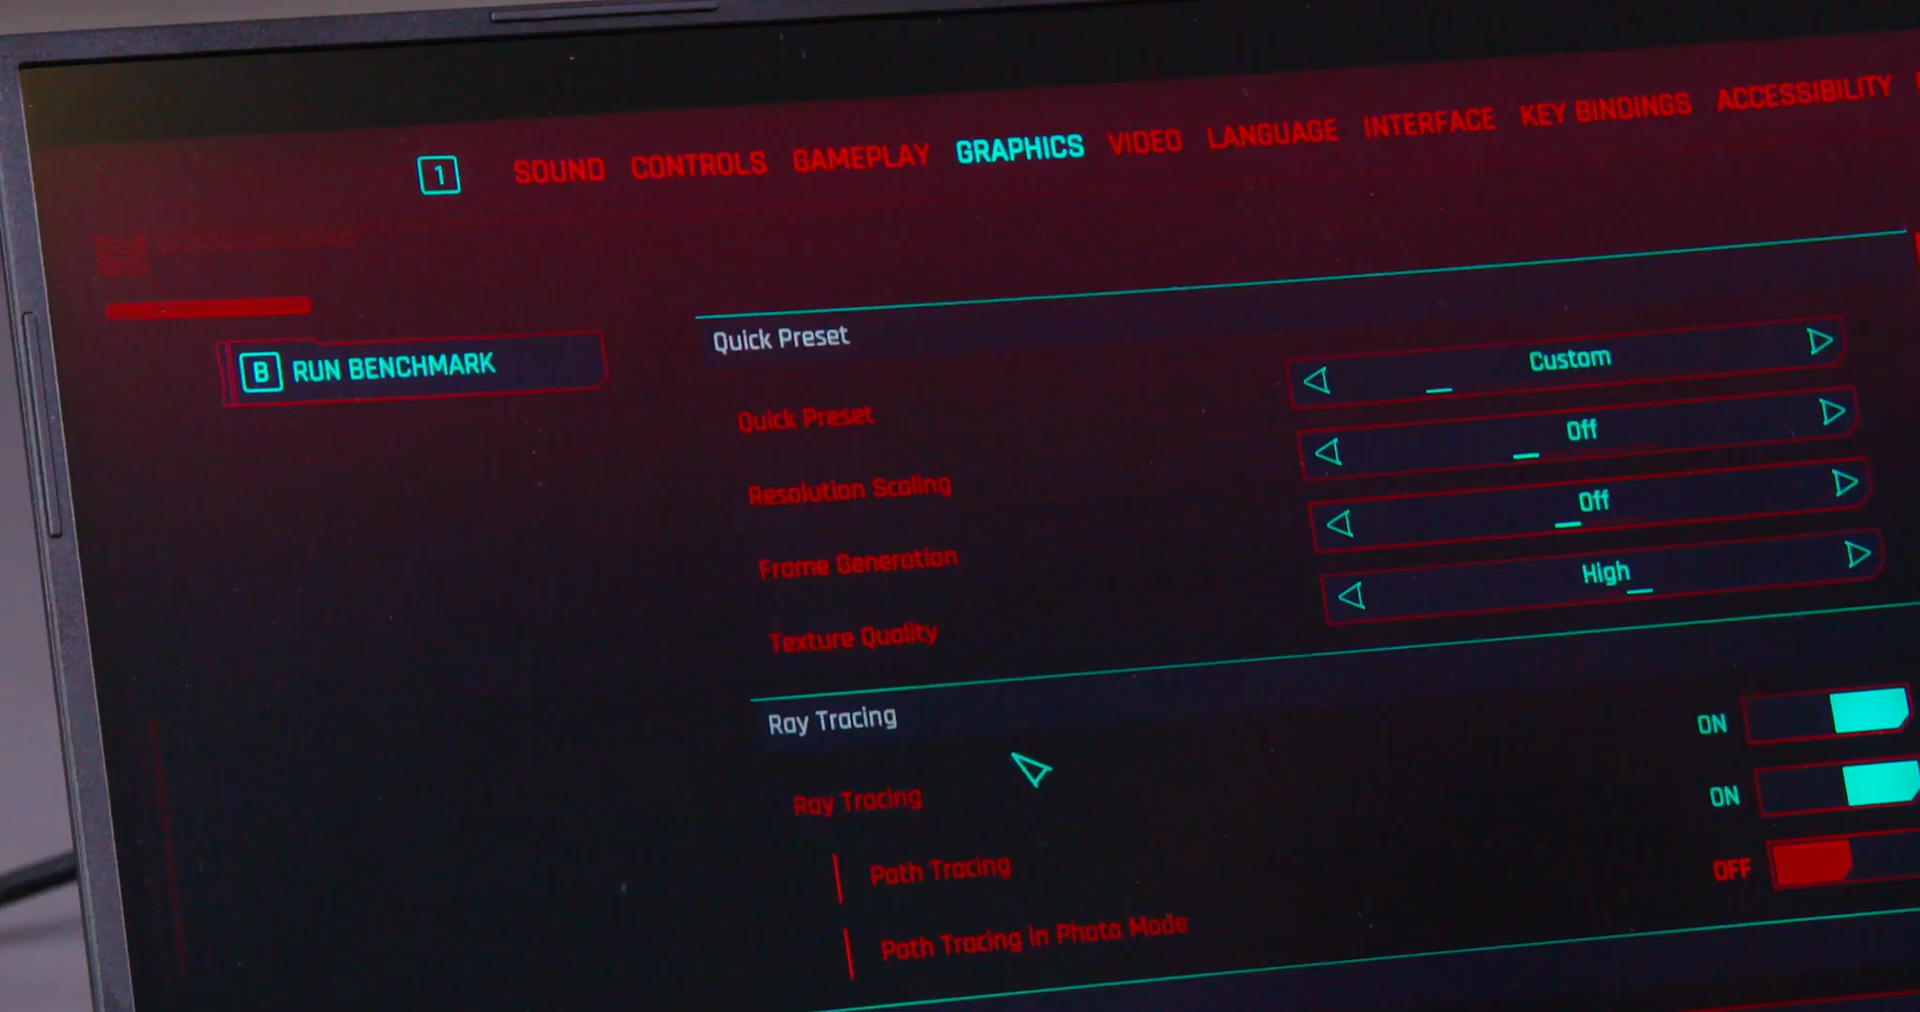 1 SOUND CONTROLS GAMEPLAY GRAPHICS VIDEO LANGUAGE INTERFACE KEY BINDINGS ACCESSIBILITY
B RUN BENCHMARK
Quick Preset
Quick Preset Custom
Resolution Scaling Off
Frame Generation Off
Texture Quality High
Ray Tracing
Ray Tracing ON
Path Tracing ON
Path Tracing in Photo Mode OFF